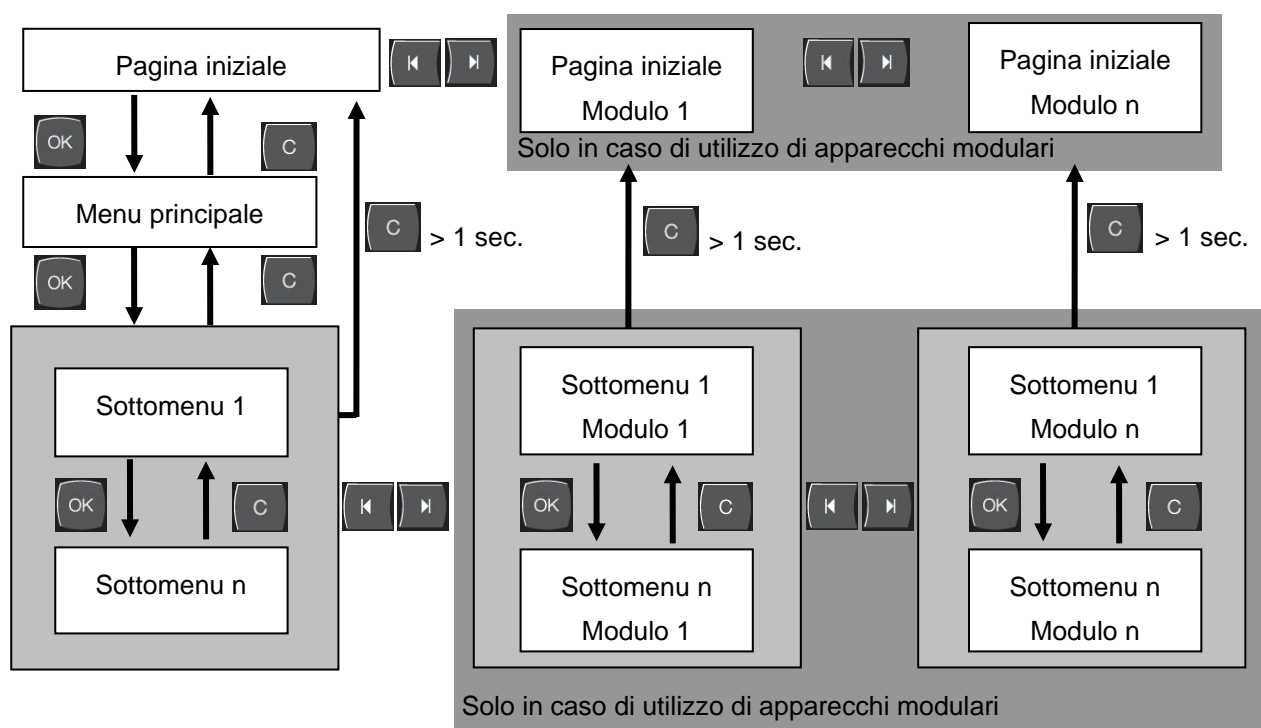 Pagina iniziale
Pagina iniziale
Modulo 1
Pagina iniziale
Modulo n
Solo in caso di utilizzo di apparecchi modulari
OK
C
Menu principale
C
> 1 sec.
C
> 1 sec.
C
> 1 sec.
OK
C
Sottomenu 1
Sottomenu 1
Modulo 1
Sottomenu 1
Modulo n
OK
C
OK
C
OK
C
Sottomenu n
Sottomenu n
Modulo 1
Sottomenu n
Modulo n
Solo in caso di utilizzo di apparecchi modulari